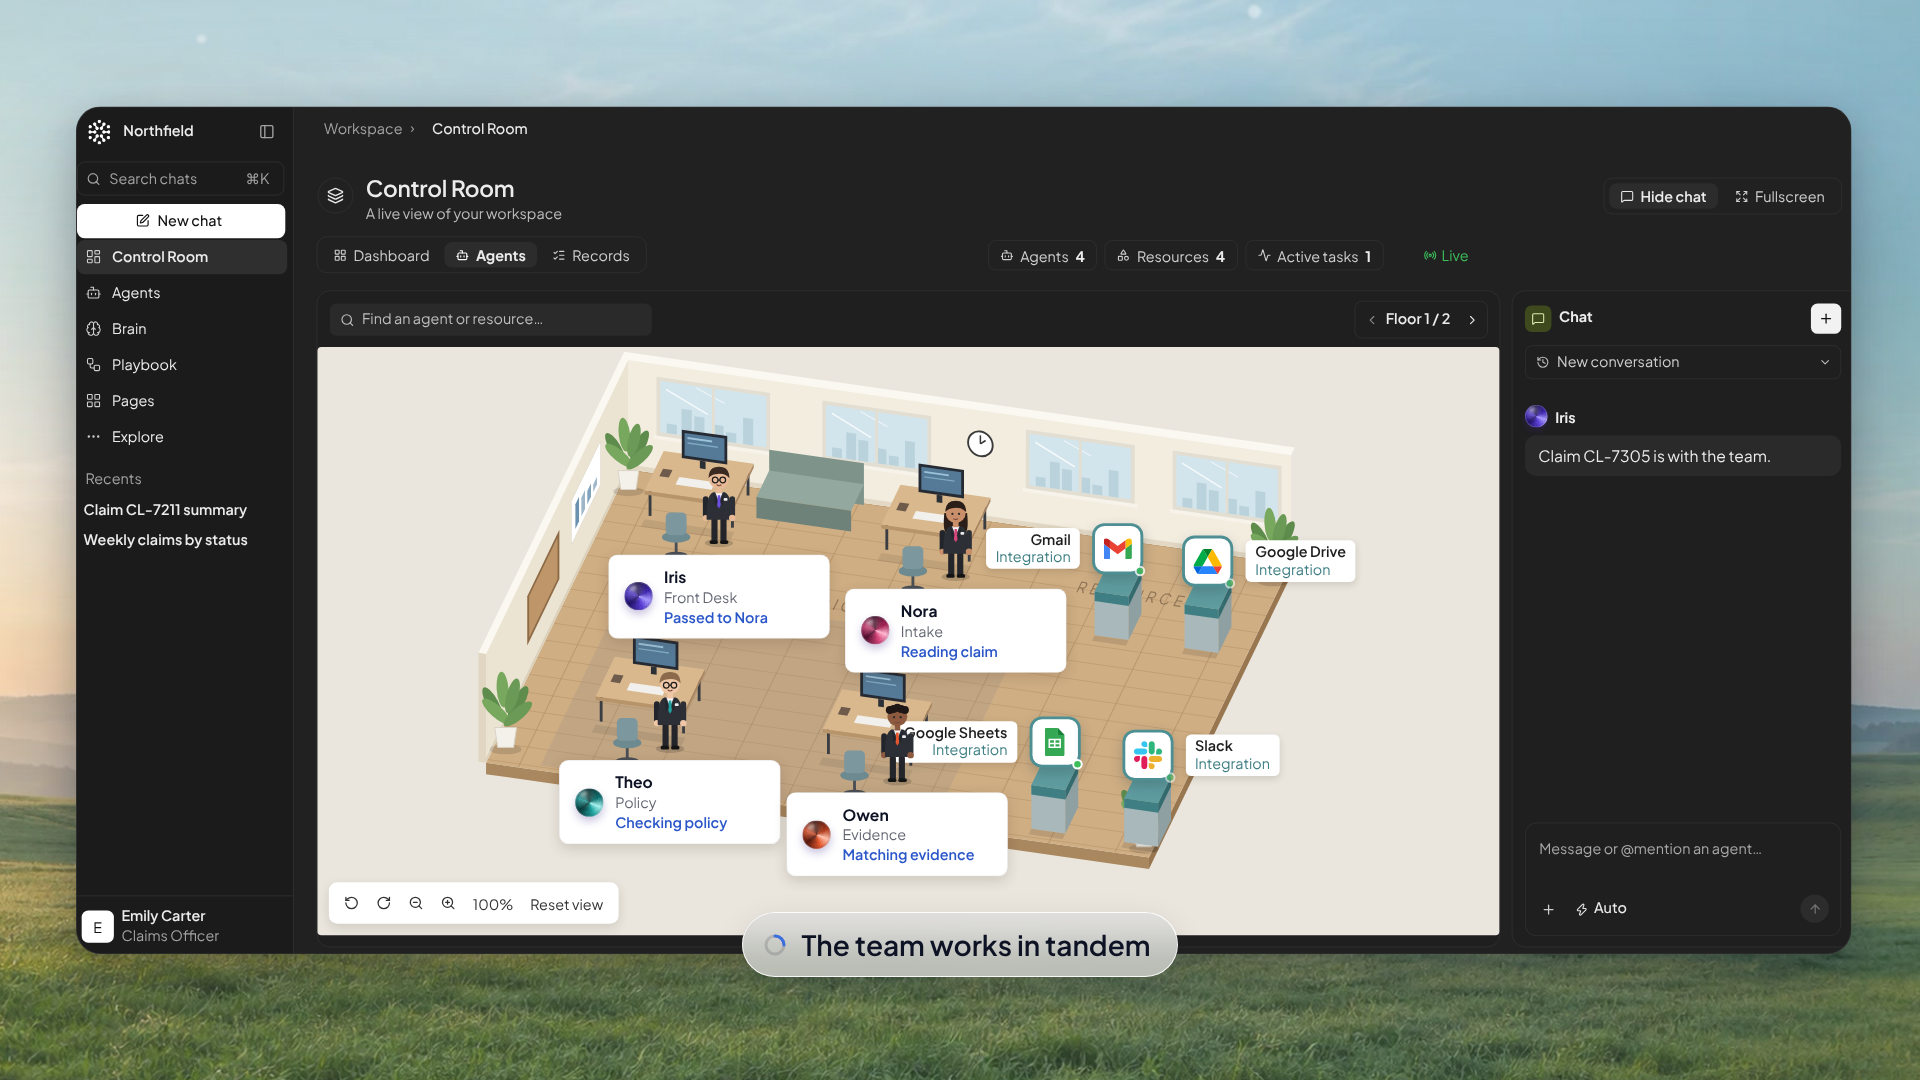 Northfield
Search chats ⌘K
New chat
Control Room
Agents
Brain
Playbook
Pages
Explore
Recents
Claim CL-7211 summary
Weekly claims by status
E
Emily Carter
Claims Officer
Workspace › Control Room
Control Room
A live view of your workspace
Hide chat
Fullscreen
Dashboard
Agents
Records
Agents 4
Resources 4
Active tasks 1
Live
Find an agent or resource...
Floor 1 / 2
Gmail
Integration
Google Drive
Integration
Iris
Front Desk
Passed to Nora
Nora
Intake
Reading claim
Google Sheets
Integration
Slack
Integration
Theo
Policy
Checking policy
Owen
Evidence
Matching evidence
100%
Reset view
Chat
New conversation
Iris
Claim CL-7305 is with the team.
Message or @mention an agent...
Auto
The team works in tandem